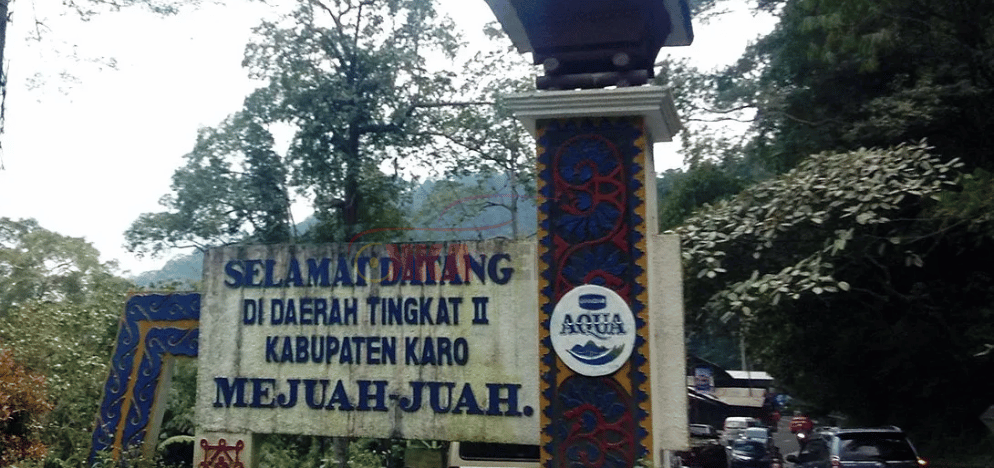 SELAMAT DATANG
DI DAERAH TINGKAT II
KABUPATEN KARO
MEJUAH-JUAH.
AQUA